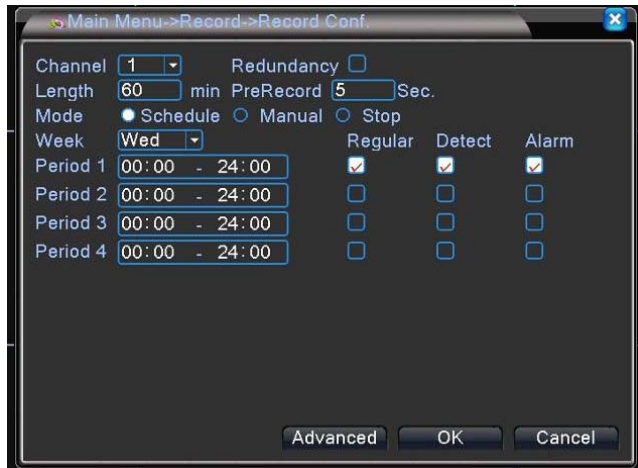 Main Menu->Record->Record Conf.
Channel 1 Redundancy
Length 60 min PreRecord 5 Sec.
Mode Schedule Manual Stop
Week Wed Regular Detect Alarm
Period 1 00:00 - 24:00
Period 2 00:00 - 24:00
Period 3 00:00 - 24:00
Period 4 00:00 - 24:00
Advanced OK Cancel